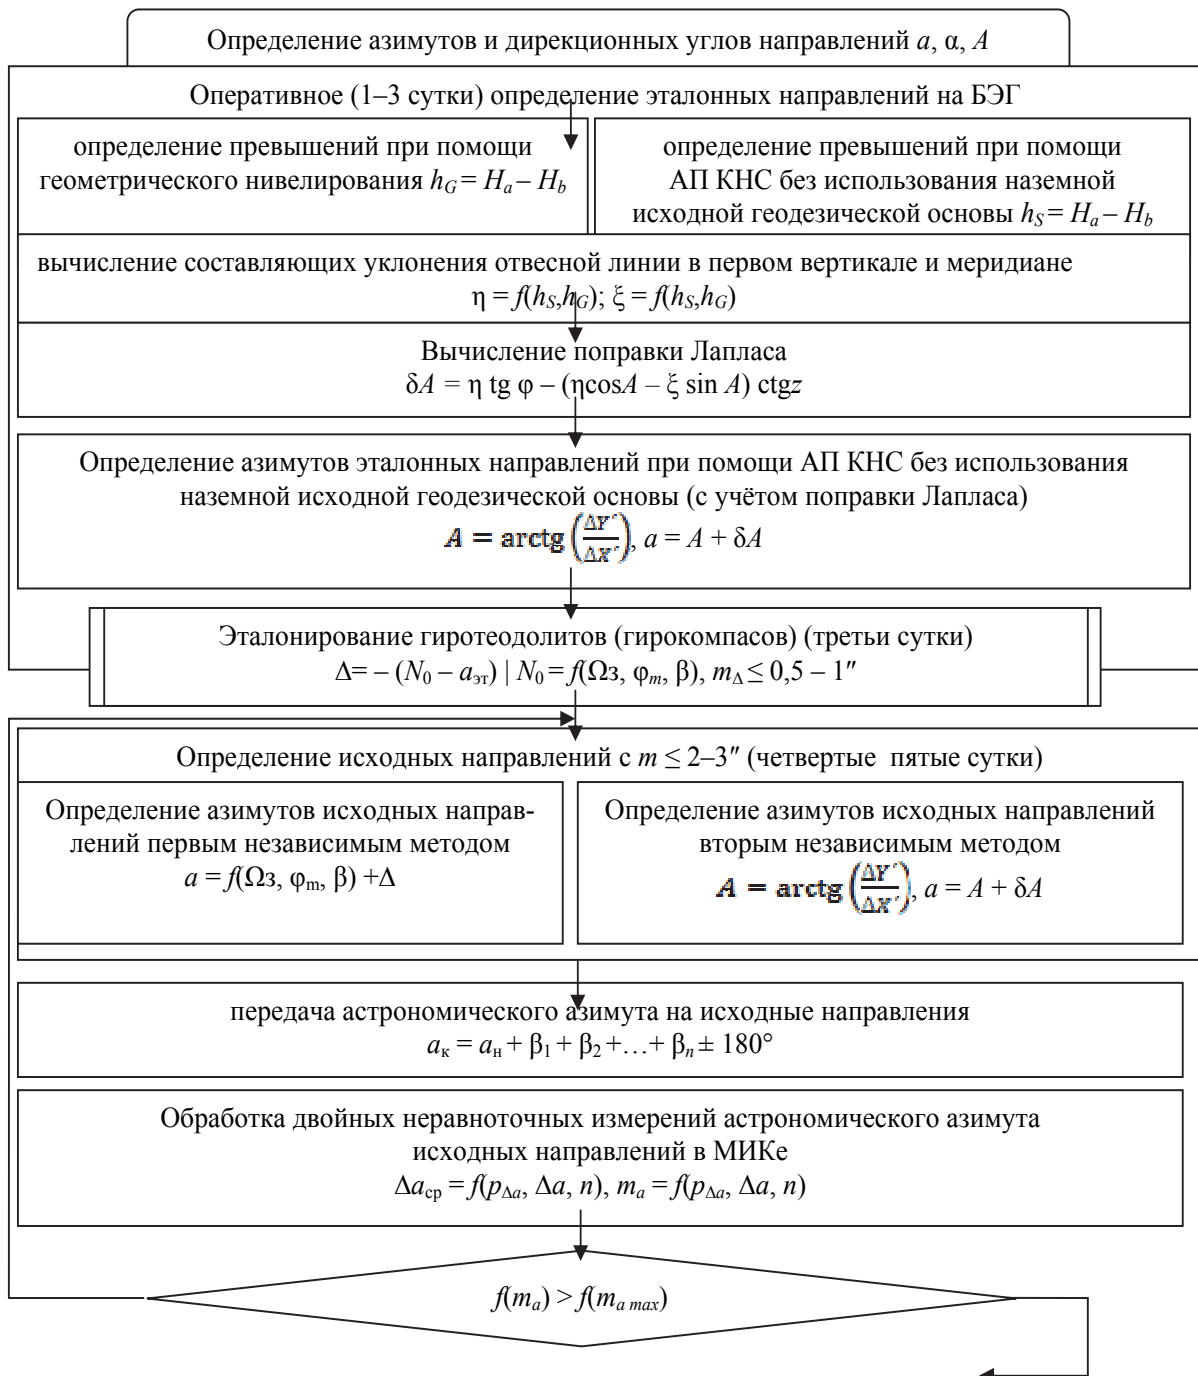 Определение азимутов и дирекционных углов направлений a, α, A
Оперативное (1–3 сутки) определение эталонных направлений на БЭГ
определение превышений при помощи
геометрического нивелирования h_G = H_a – H_b
определение превышений при помощи
АП КНС без использования наземной
исходной геодезической основы h_S = H_a – H_b
вычисление составляющих уклонения отвесной линии в первом вертикале и меридиане
η = f(h_S,h_G); ξ = f(h_S,h_G)
Вычисление поправки Лапласа
δA = η tg φ – (ηcosA – ξ sin A) ctgz
Определение азимутов эталонных направлений при помощи АП КНС без использования
наземной исходной геодезической основы (с учётом поправки Лапласа)
A = arctg (ΔY′/ΔX′), a = A + δA
Эталонирование гиротеодолитов (гирокомпасов) (третьи сутки)
Δ= – (N_0 – a_эт) | N_0 = f(Ωз, φ_m, β), m_Δ ≤ 0,5 – 1″
Определение исходных направлений с m ≤ 2–3″ (четвертые пятые сутки)
Определение азимутов исходных направ-
лений первым независимым методом
a = f(Ωз, φ_m, β) +Δ
Определение азимутов исходных направлений
вторым независимым методом
A = arctg (ΔY′/ΔX′), a = A + δA
передача астрономического азимута на исходные направления
a_к = a_н + β_1 + β_2 +…+ β_n ± 180°
Обработка двойных неравноточных измерений астрономического азимута
исходных направлений в МИКе
Δa_ср = f(p_Δa, Δa, n), m_a = f(p_Δa, Δa, n)
f(m_a) > f(m_a max)